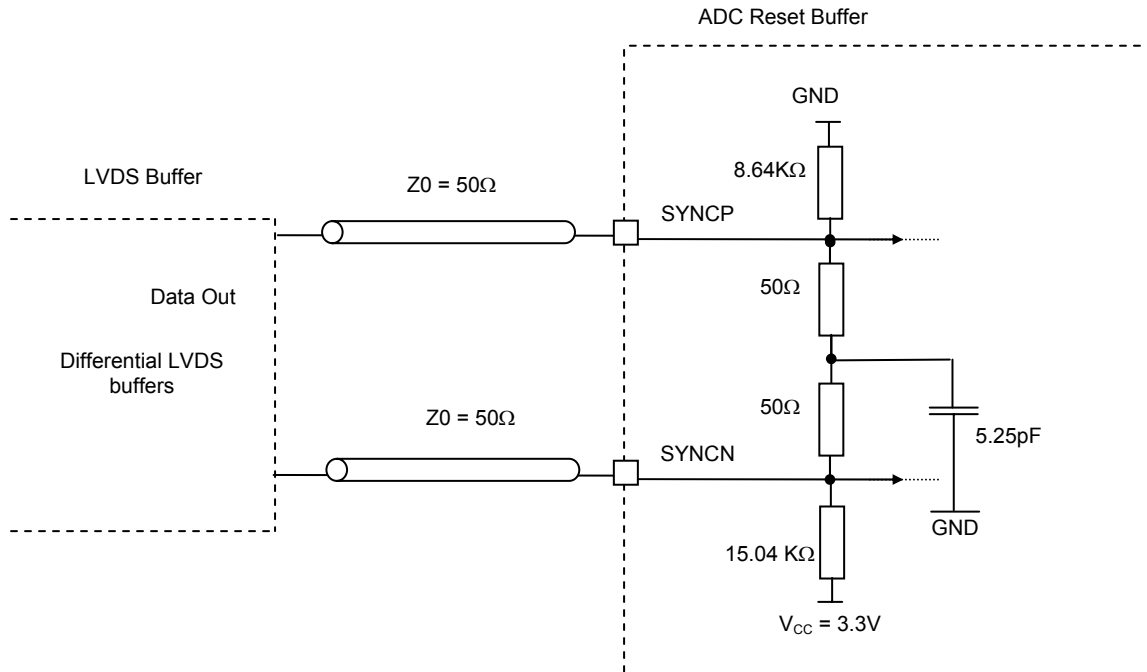 ADC Reset Buffer
GND
8.64KΩ
LVDS Buffer
Z0 = 50Ω
SYNCP
50Ω
Data Out
Differential LVDS
buffers
50Ω
Z0 = 50Ω
5.25pF
SYNCN
GND
15.04 KΩ
VCC = 3.3V